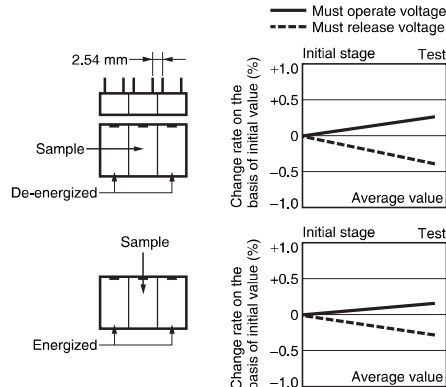 Must operate voltage
Must release voltage
2.54 mm
Sample
De-energized
Initial stage Test
Change rate on the
basis of initial value (%)
+1.0
+0.5
0
−0.5
−1.0
Average value
Sample
Energized
Initial stage Test
Change rate on the
basis of initial value (%)
+1.0
+0.5
0
−0.5
−1.0
Average value